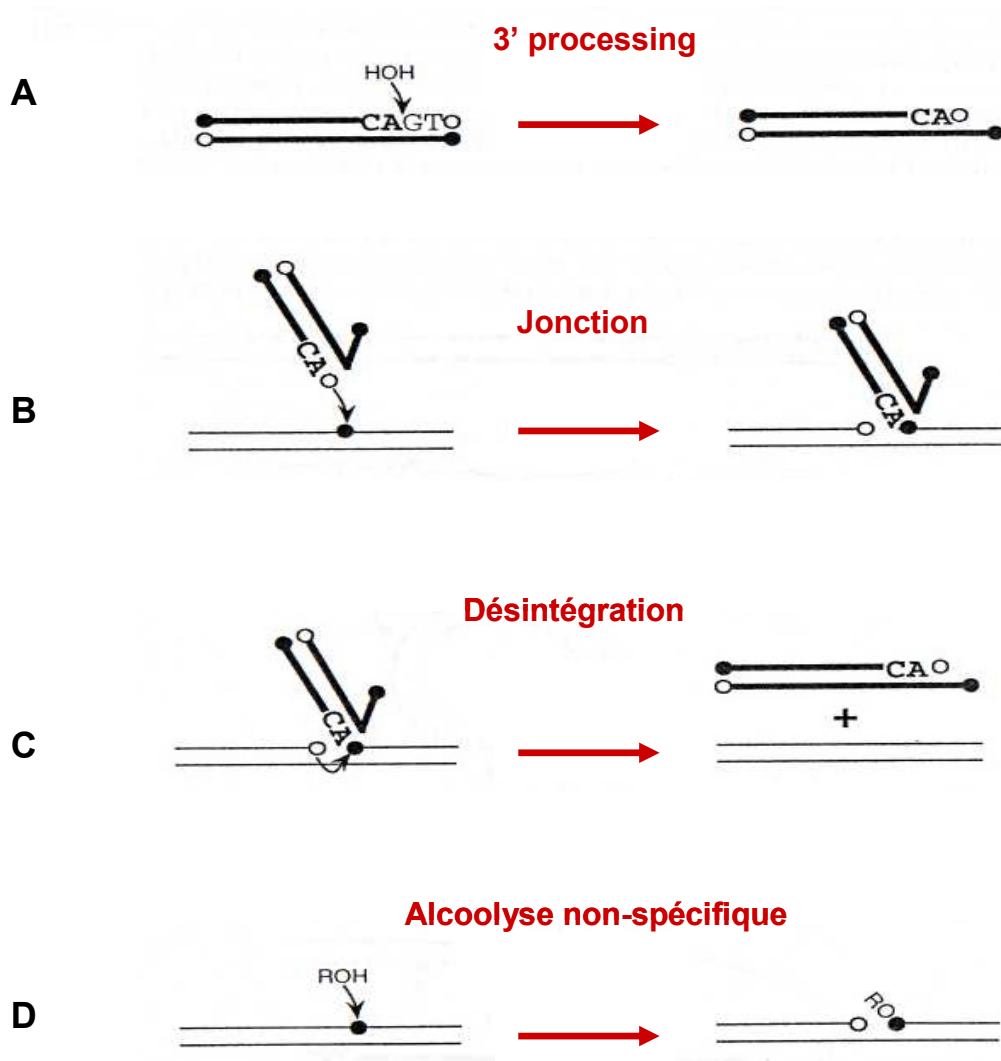 3' processing
A
HOH
CAGT
CA
Jonction
B
CA
CA
Désintégration
C
CA
CA
+
Alcoolyse non-spécifique
D
ROH
RO